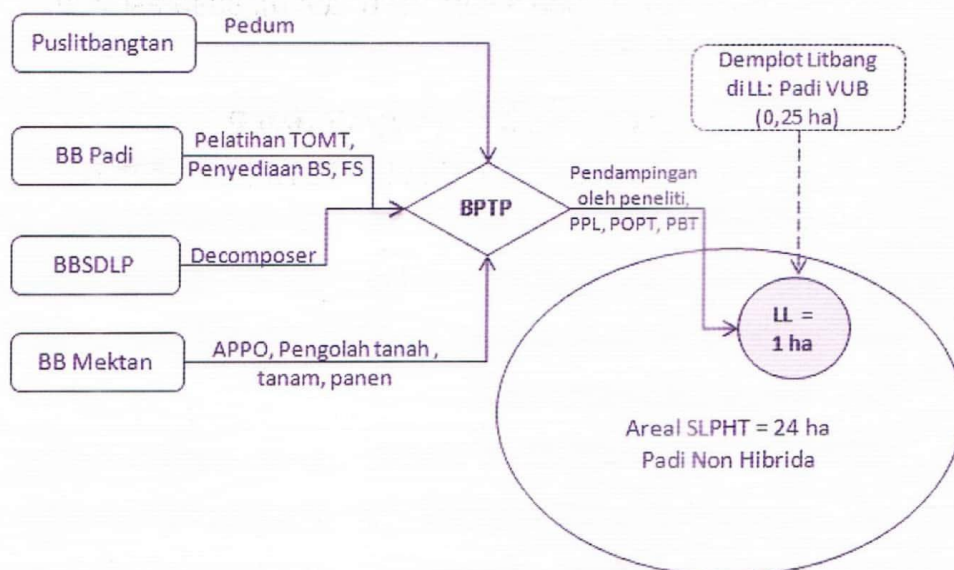 Puslitbangtan
Pedum
Demplot Litbang
di LL: Padi VUB
(0,25 ha)
BB Padi
Pelatihan TOMT,
Penyediaan BS, FS
BPTP
Pendampingan
oleh peneliti,
PPL, POPT, PBT
BBSDLP
Decomposer
BB Mektan
APPO, Pengolah tanah ,
tanam, panen
LL =
1 ha
Areal SLPHT = 24 ha
Padi Non Hibrida